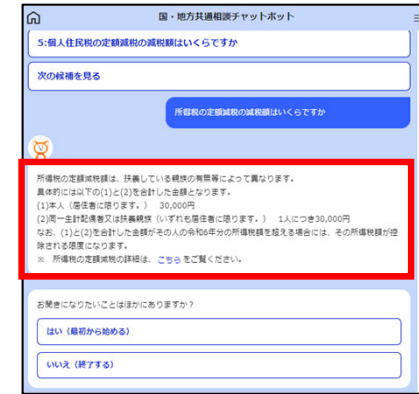 国・地方共通相談チャットボット
5:個人住民税の定額減税の減税額はいくらですか
次の候補を見る
所得税の定額減税の減税額はいくらですか
所得税の定額減税額は、扶養している親族の有無等によって異なります。
具体的には以下の(1)と(2)を合計した金額となります。
(1)本人（居住者に限ります。） 30,000円
(2)同一生計配偶者又は扶養親族（いずれも居住者に限ります。） 1人につき30,000円
なお、(1)と(2)を合計した金額がその人の令和6年分の所得税額を超える場合には、その所得税額が控
除される限度になります。
※ 所得税の定額減税の詳細は、こちらをご覧ください。
お聞きになりたいことはほかにありますか？
はい（最初から始める）
いいえ（終了する）